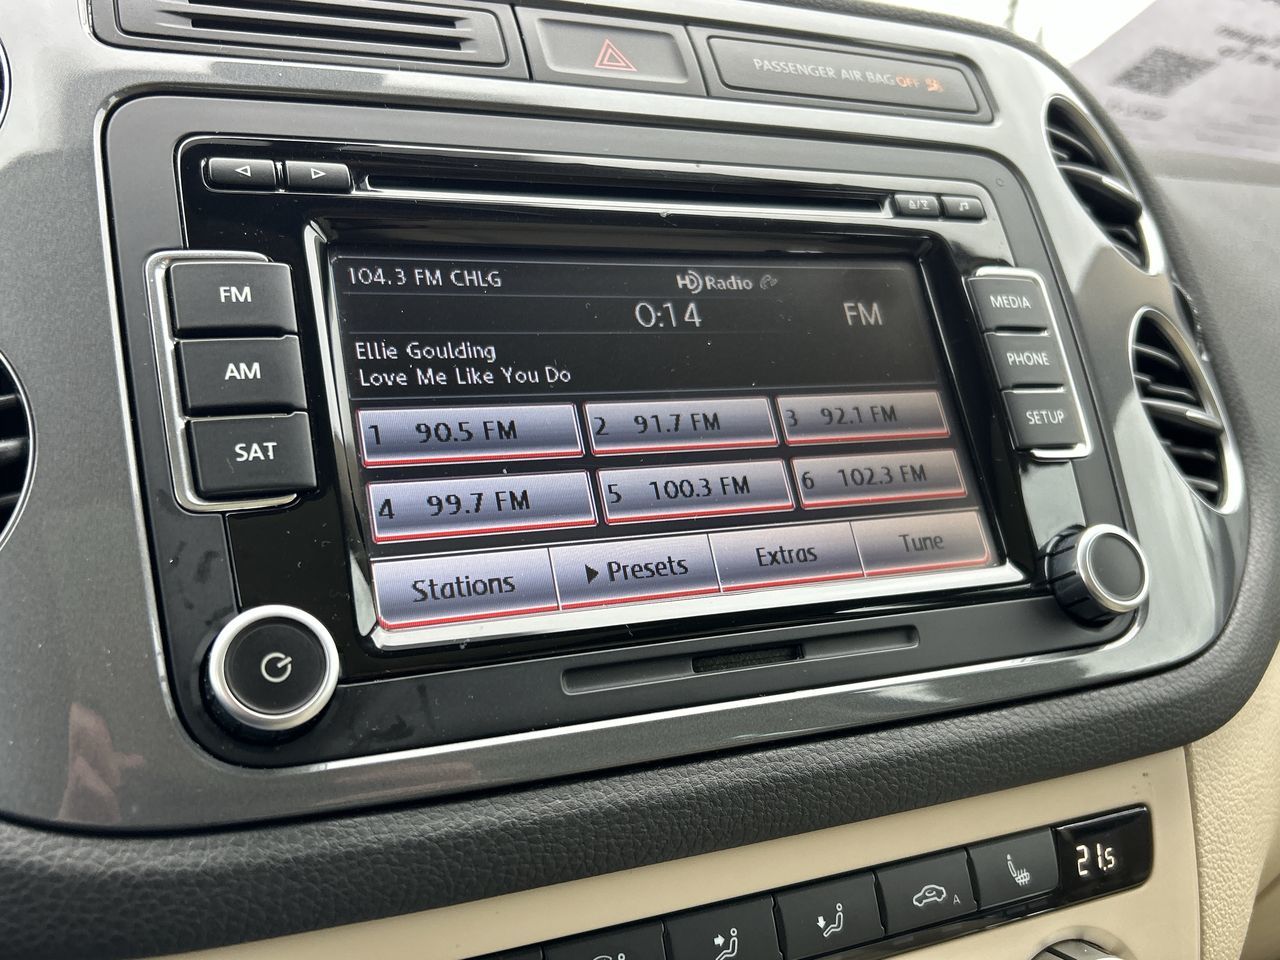 PASSENGER AIR BAG OFF
104.3 FM CHLG
HD Radio
0:14
FM
Ellie Goulding
Love Me Like You Do
1 90.5 FM
2 91.7 FM
3 92.1 FM
4 99.7 FM
5 100.3 FM
6 102.3 FM
Stations
Presets
Extras
Tune
FM
AM
SAT
MEDIA
PHONE
SETUP
A
21.5